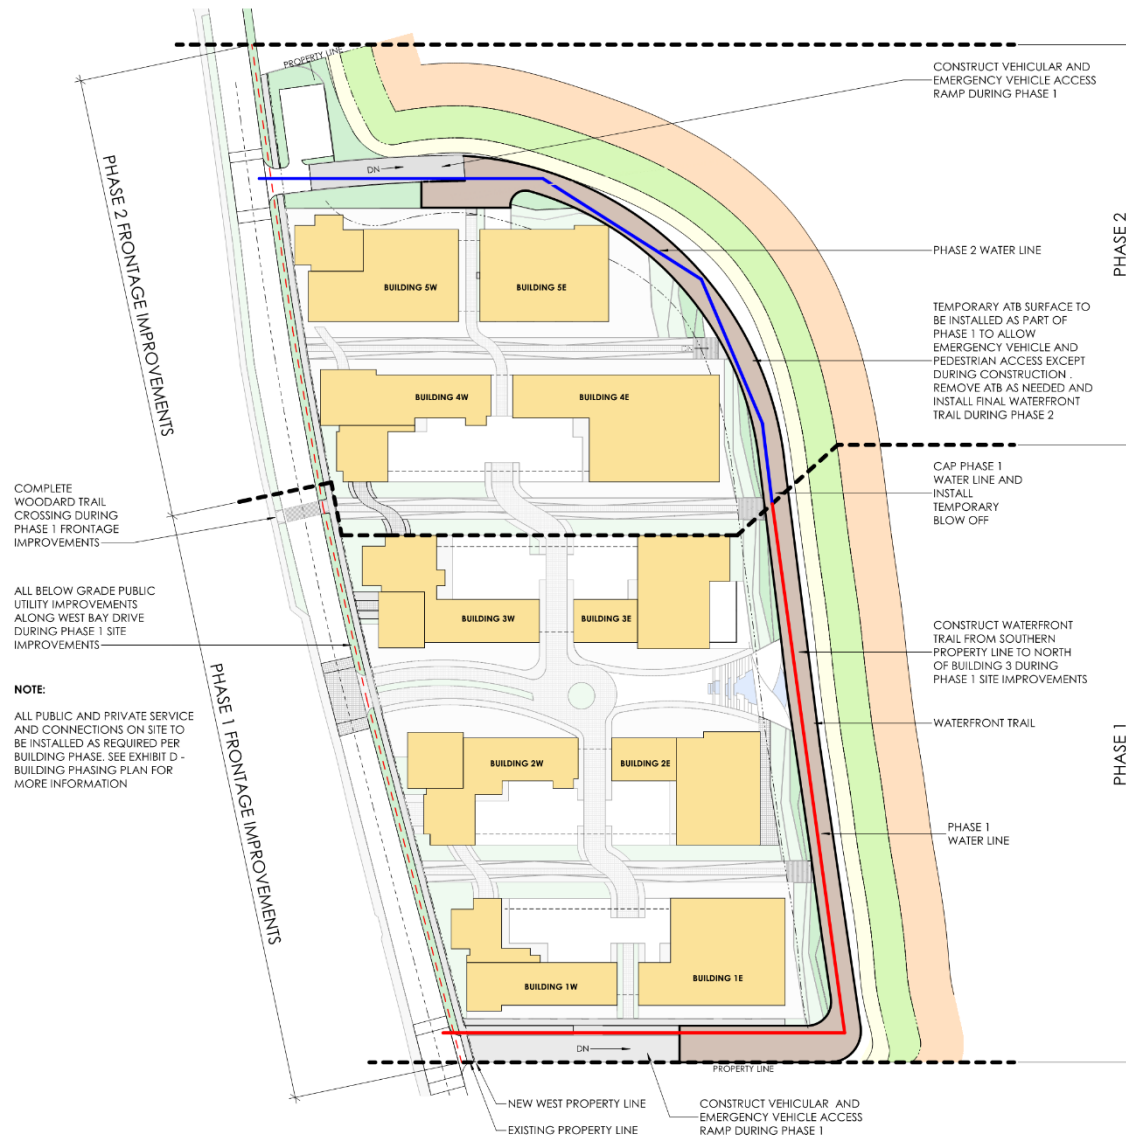 PROPERTY LINE
CONSTRUCT VEHICULAR AND
EMERGENCY VEHICLE ACCESS
RAMP DURING PHASE 1
DN
PHASE 2 FRONTAGE IMPROVEMENTS
PHASE 2
PHASE 2 WATER LINE
BUILDING 5W
BUILDING 5E
TEMPORARY ATB SURFACE TO
BE INSTALLED AS PART OF
PHASE 1 TO ALLOW
EMERGENCY VEHICLE AND
PEDESTRIAN ACCESS EXCEPT
DURING CONSTRUCTION .
REMOVE ATB AS NEEDED AND
INSTALL FINAL WATERFRONT
TRAIL DURING PHASE 2
DN
BUILDING 4W
BUILDING 4E
CAP PHASE 1
WATER LINE AND
INSTALL
TEMPORARY
BLOW OFF
COMPLETE
WOODARD TRAIL
CROSSING DURING
PHASE 1 FRONTAGE
IMPROVEMENTS
ALL BELOW GRADE PUBLIC
UTILITY IMPROVEMENTS
ALONG WEST BAY DRIVE
DURING PHASE 1 SITE
IMPROVEMENTS
BUILDING 3W
BUILDING 3E
CONSTRUCT WATERFRONT
TRAIL FROM SOUTHERN
PROPERTY LINE TO NORTH
OF BUILDING 3 DURING
PHASE 1 SITE IMPROVEMENTS
NOTE:
ALL PUBLIC AND PRIVATE SERVICE
AND CONNECTIONS ON SITE TO
BE INSTALLED AS REQUIRED PER
BUILDING PHASE. SEE EXHIBIT D -
BUILDING PHASING PLAN FOR
MORE INFORMATION
PHASE 1 FRONTAGE IMPROVEMENTS
WATERFRONT TRAIL
PHASE 1
BUILDING 2W
BUILDING 2E
PHASE 1
WATER LINE
BUILDING 1W
BUILDING 1E
DN
PROPERTY LINE
NEW WEST PROPERTY LINE
EXISTING PROPERTY LINE
CONSTRUCT VEHICULAR AND
EMERGENCY VEHICLE ACCESS
RAMP DURING PHASE 1